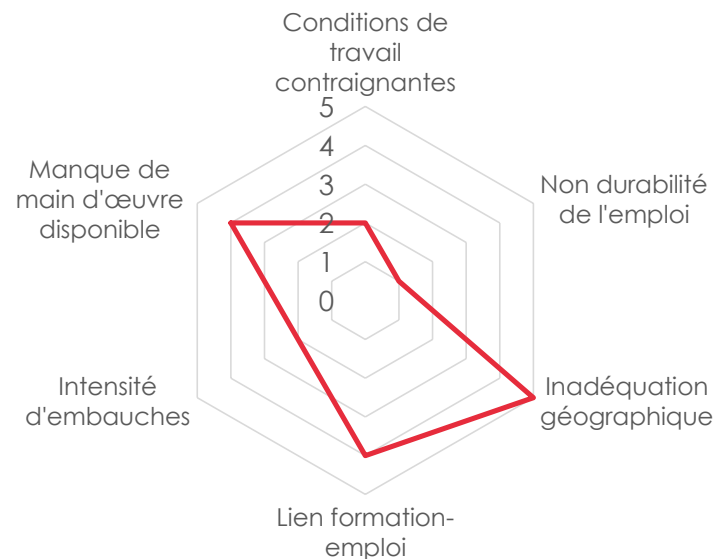 Conditions de
travail
contraignantes
5
4
3
2
1
0
Manque de
main d'œuvre
disponible
Non durabilité
de l'emploi
Intensité
d'embauches
Inadéquation
géographique
Lien formation-
emploi